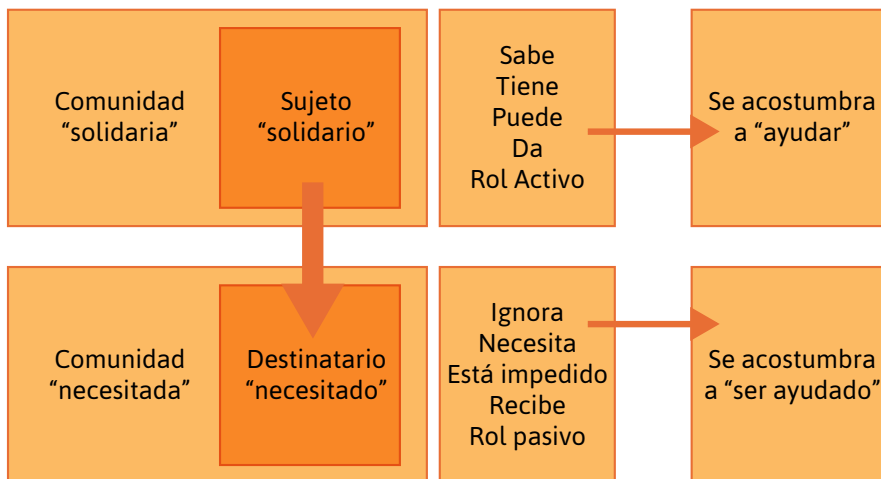 Comunidad
“solidaria”
Sujeto
“solidario”
Sabe
Tiene
Puede
Da
Rol Activo
Se acostumbra
a “ayudar”
Comunidad
“necesitada”
Destinatario
“necesitado”
Ignora
Necesita
Está impedido
Recibe
Rol pasivo
Se acostumbra
a “ser ayudado”